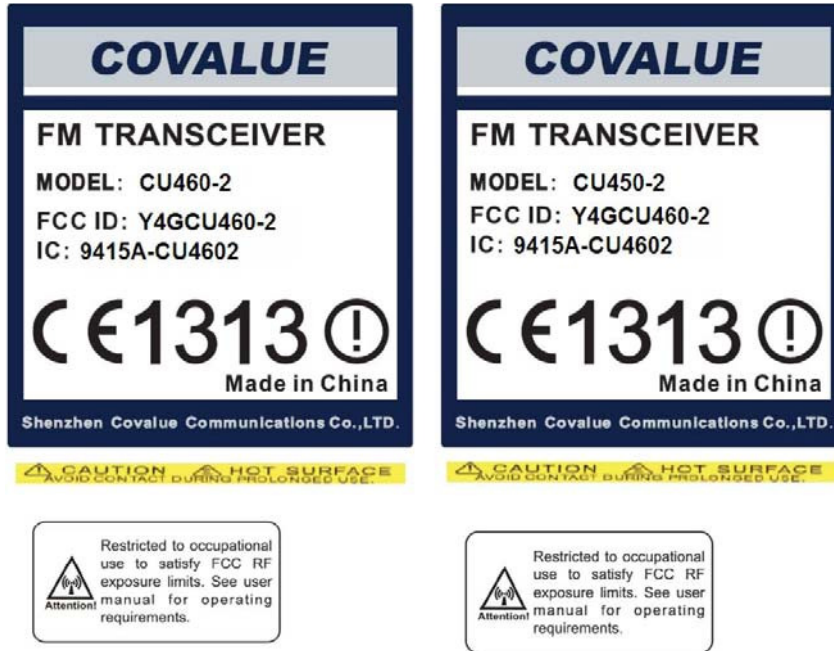 COVALUE
FM TRANSCEIVER
MODEL: CU460-2
FCC ID: Y4GCU460-2
IC: 9415A-CU4602
CE1313
Made in China
Shenzhen Covalue Communications Co.,LTD.
CAUTION HOT SURFACE
AVOID CONTACT DURING PROLONGED USE.
Restricted to occupational
use to satisfy FCC RF
exposure limits. See user
manual for operating
requirements.
Attention!
COVALUE
FM TRANSCEIVER
MODEL: CU450-2
FCC ID: Y4GCU460-2
IC: 9415A-CU4602
CE1313
Made in China
Shenzhen Covalue Communications Co.,LTD.
CAUTION HOT SURFACE
AVOID CONTACT DURING PROLONGED USE.
Restricted to occupational
use to satisfy FCC RF
exposure limits. See user
manual for operating
requirements.
Attention!